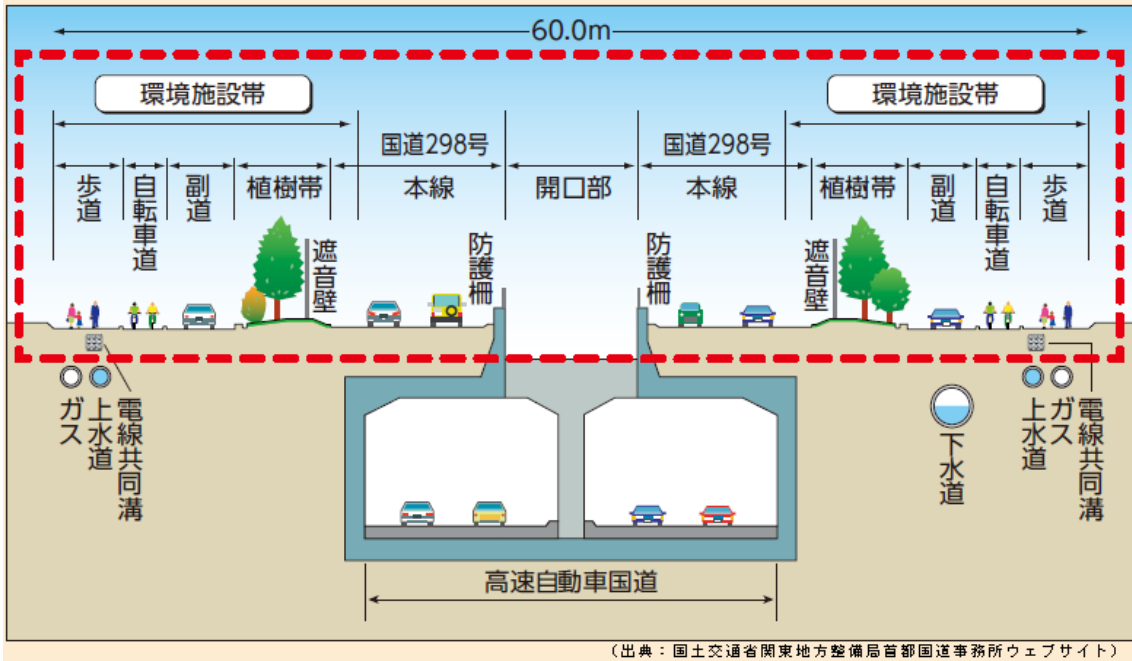 60.0m
環境施設帯
環境施設帯
国道298号
国道298号
歩道
自転車道
副道
植樹帯
本線
開口部
本線
植樹帯
副道
自転車道
歩道
遮音壁
防護柵
防護柵
遮音壁
ガス
上水道
電線共同溝
下水道
上水道
ガス
電線共同溝
高速自動車国道
（出典：国土交通省関東地方整備局首都国道事務所ウェブサイト）